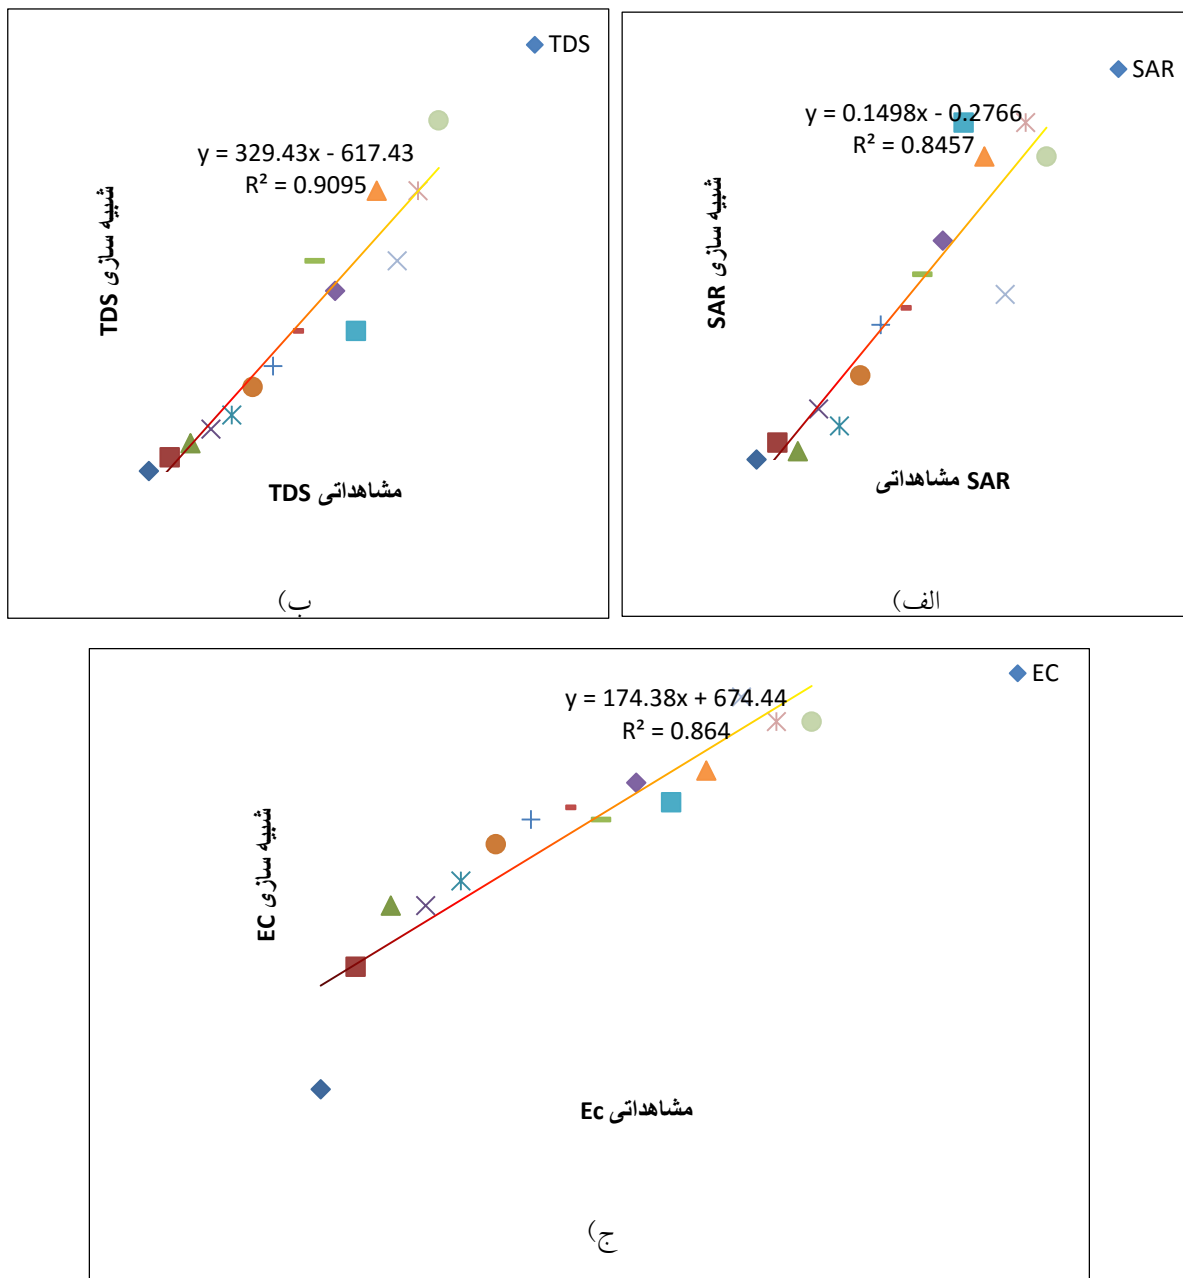 TDS
y = 329.43x - 617.43
R² = 0.9095
شبیه سازی TDS
مشاهداتی TDS
ب)
SAR
y = 0.1498x - 0.2766
R² = 0.8457
شبیه سازی SAR
SAR مشاهداتی
الف)
EC
y = 174.38x + 674.44
R² = 0.864
شبیه سازی EC
مشاهداتی Ec
ج)